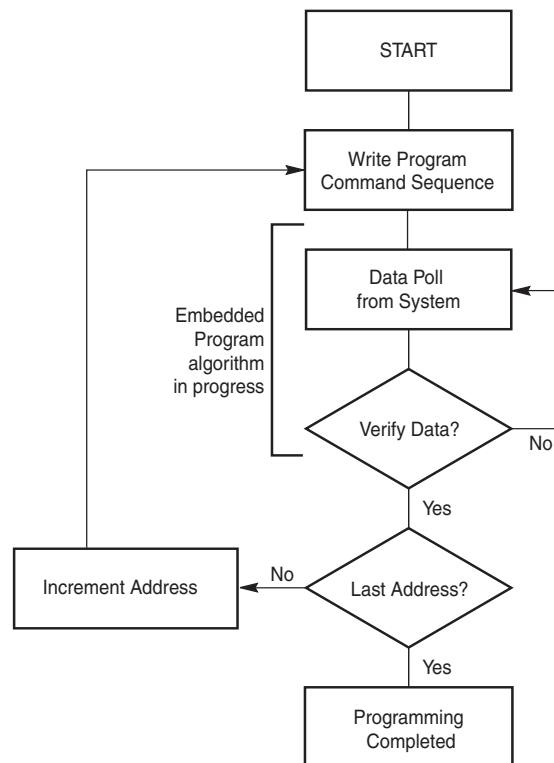 START
Write Program
Command Sequence
Data Poll
from System
Embedded
Program
algorithm
in progress
Verify Data?
No
Yes
Last Address?
No
Increment Address
Yes
Programming
Completed